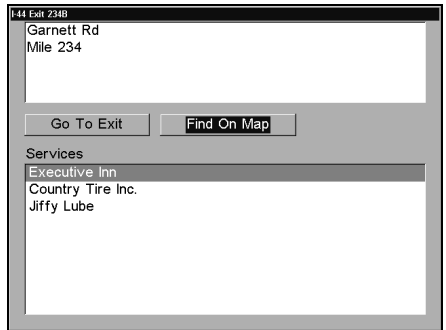 I-44 Exit 234B
Garnett Rd
Mile 234
Go To Exit
Find On Map
Services
Executive Inn
Country Tire Inc.
Jiffy Lube